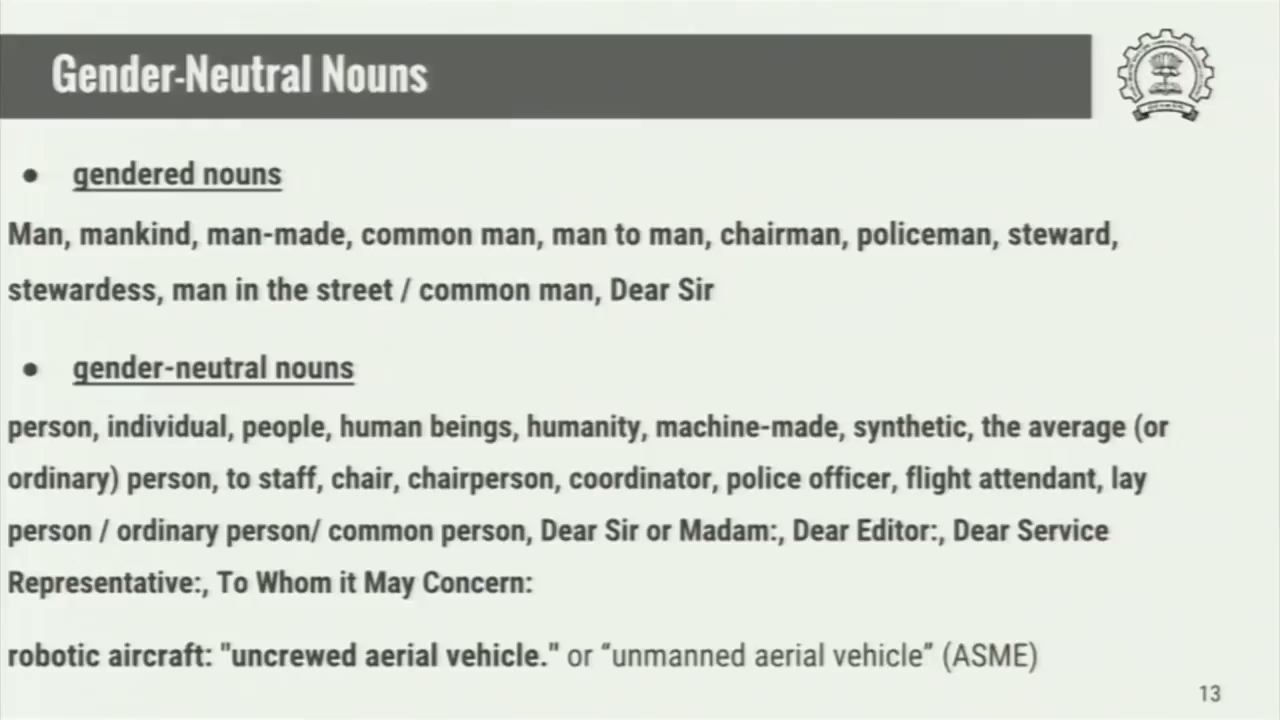 Gender-Neutral Nouns
● gendered nouns
Man, mankind, man-made, common man, man to man, chairman, policeman, steward,
stewardess, man in the street / common man, Dear Sir
● gender-neutral nouns
person, individual, people, human beings, humanity, machine-made, synthetic, the average (or
ordinary) person, to staff, chair, chairperson, coordinator, police officer, flight attendant, lay
person / ordinary person/ common person, Dear Sir or Madam:, Dear Editor:, Dear Service
Representative:, To Whom it May Concern:
robotic aircraft: "uncrewed aerial vehicle." or “unmanned aerial vehicle” (ASME)
13